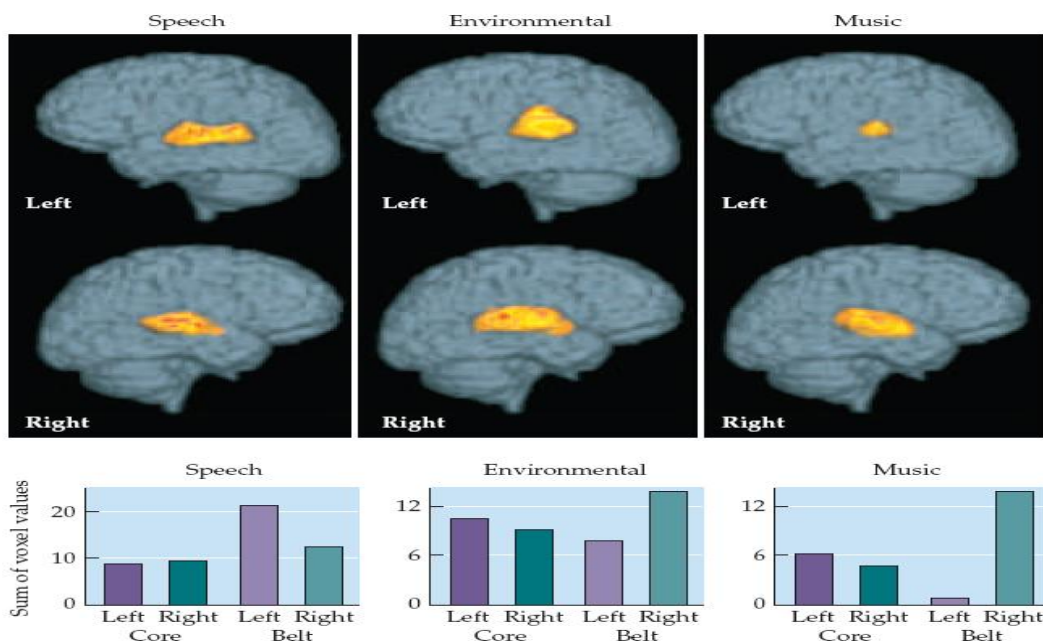 Speech Environmental Music
Left Left Left
Right Right Right
Speech Environmental Music
Sum of voxel values
20
10
0
12
6
0
12
6
0
Left Right Left Right Left Right Left Right Left Right Left Right
Core Belt Core Belt Core Belt